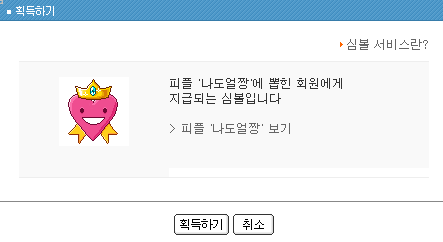 획득하기
심볼 서비스란?
피플 '나도얼짱'에 뽑힌 회원에게
지급되는 심볼입니다
> 피플 '나도얼짱' 보기
획득하기 취소